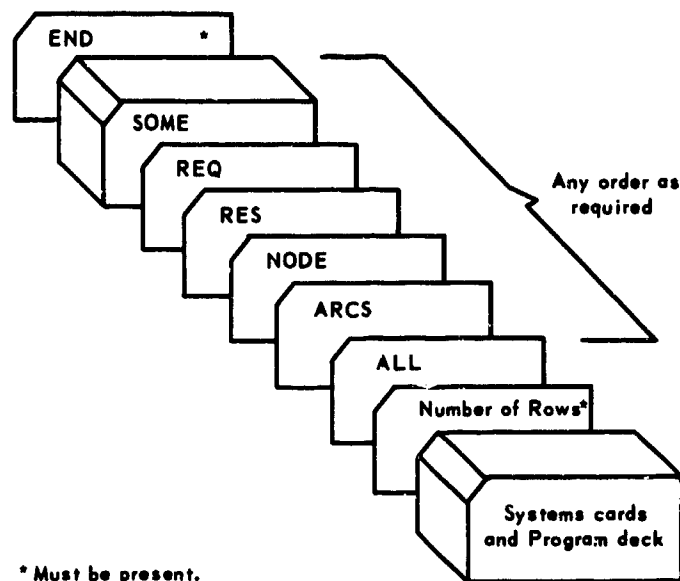 END *
SOME
REQ
RES
Any order as
required
NODE
ARCS
ALL
Number of Rows*
Systems cards
and Program deck
* Must be present.